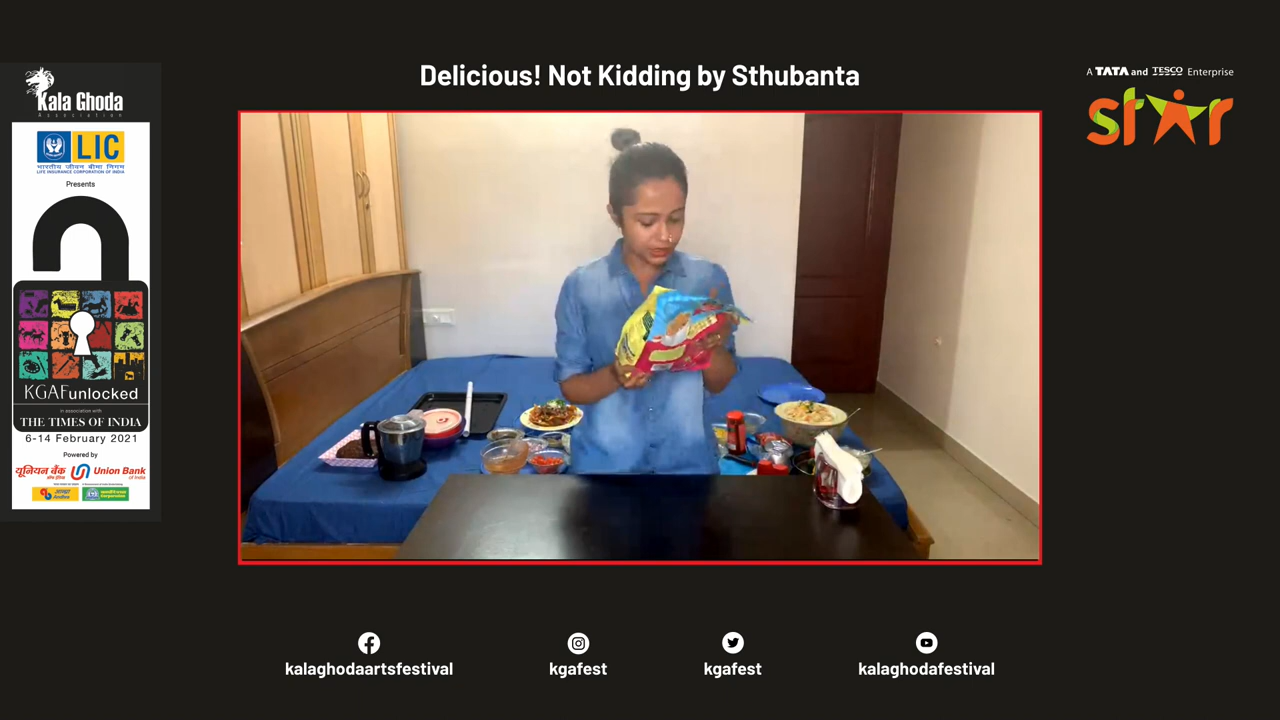 Delicious! Not Kidding by Sthubanta
Kala Ghoda
Association
LIC
भारतीय जीवन बीमा निगम
LIFE INSURANCE CORPORATION OF INDIA
Presents
KGAFunlocked
in association with
THE TIMES OF INDIA
6-14 February 2021
Powered by
यूनियन बैंक Union Bank
of India
A TATA and TESCO Enterprise
star
kalaghodaartsfestival
kgafest
kgafest
kalaghodafestival